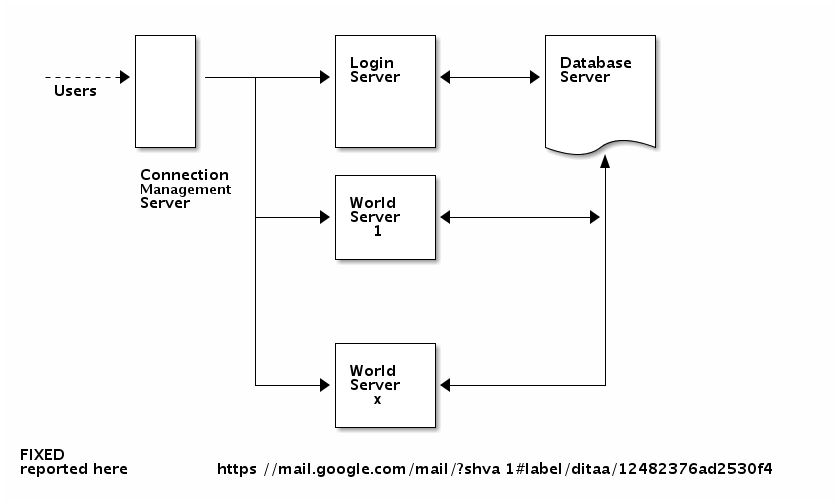 Users
Connection
Management
Server
Login
Server
Database
Server
World
Server
1
World
Server
x
FIXED
reported here https //mail.google.com/mail/?shva 1#label/ditaa/12482376ad2530f4